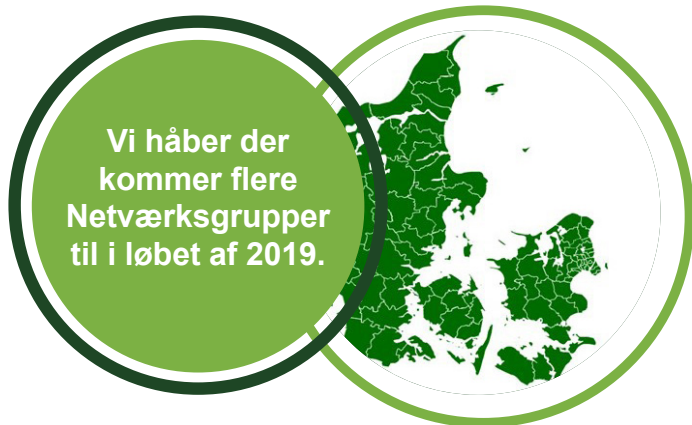 Vi håber der
kommer flere
Netværksgrupper
til i løbet af 2019.